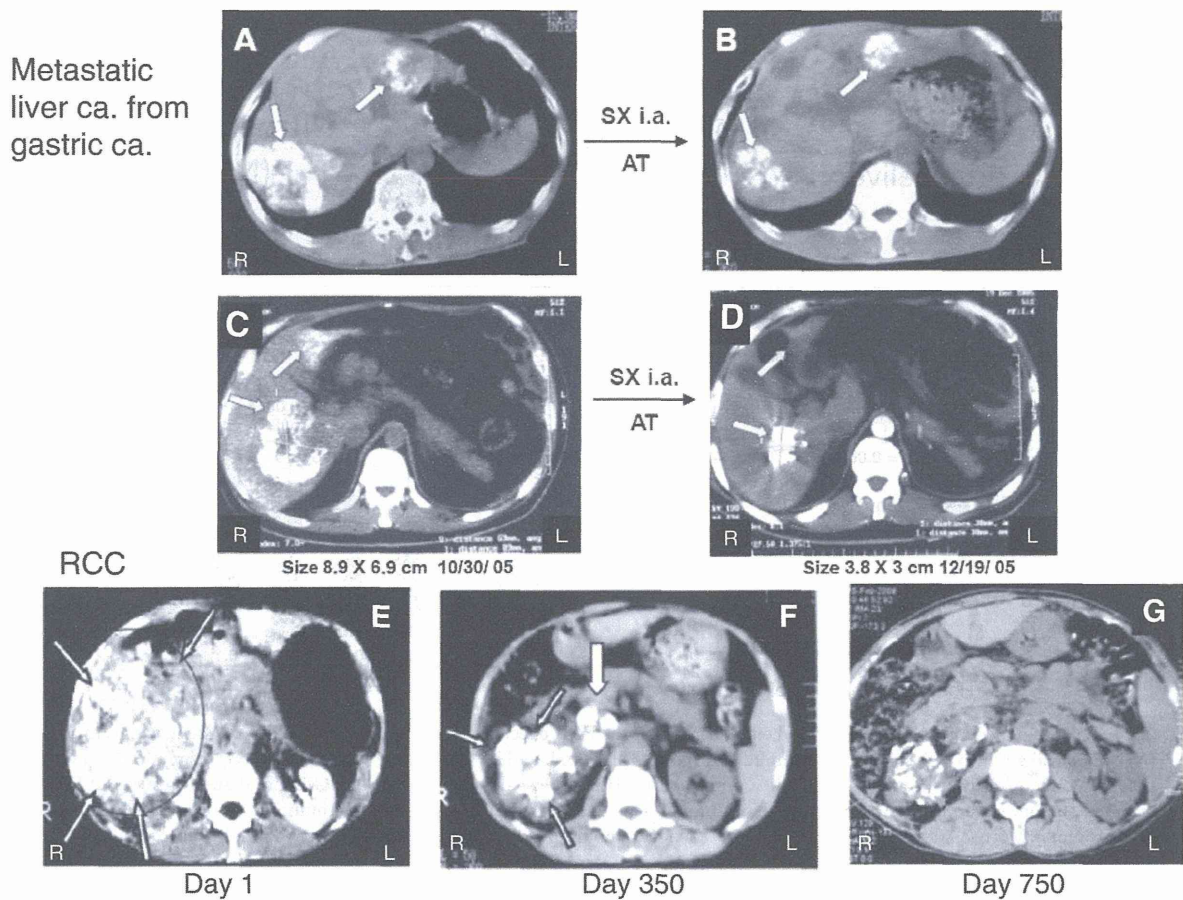 Metastatic
liver ca. from
gastric ca.
A
R
L
SX i.a.
AT
B
R
L
C
R
L
Size 8.9 X 6.9 cm 10/30/ 05
SX i.a.
AT
D
R
L
Size 3.8 X 3 cm 12/19/ 05
RCC
E
R
R
L
Day 1
F
R
R
L
Day 350
G
R
L
Day 750